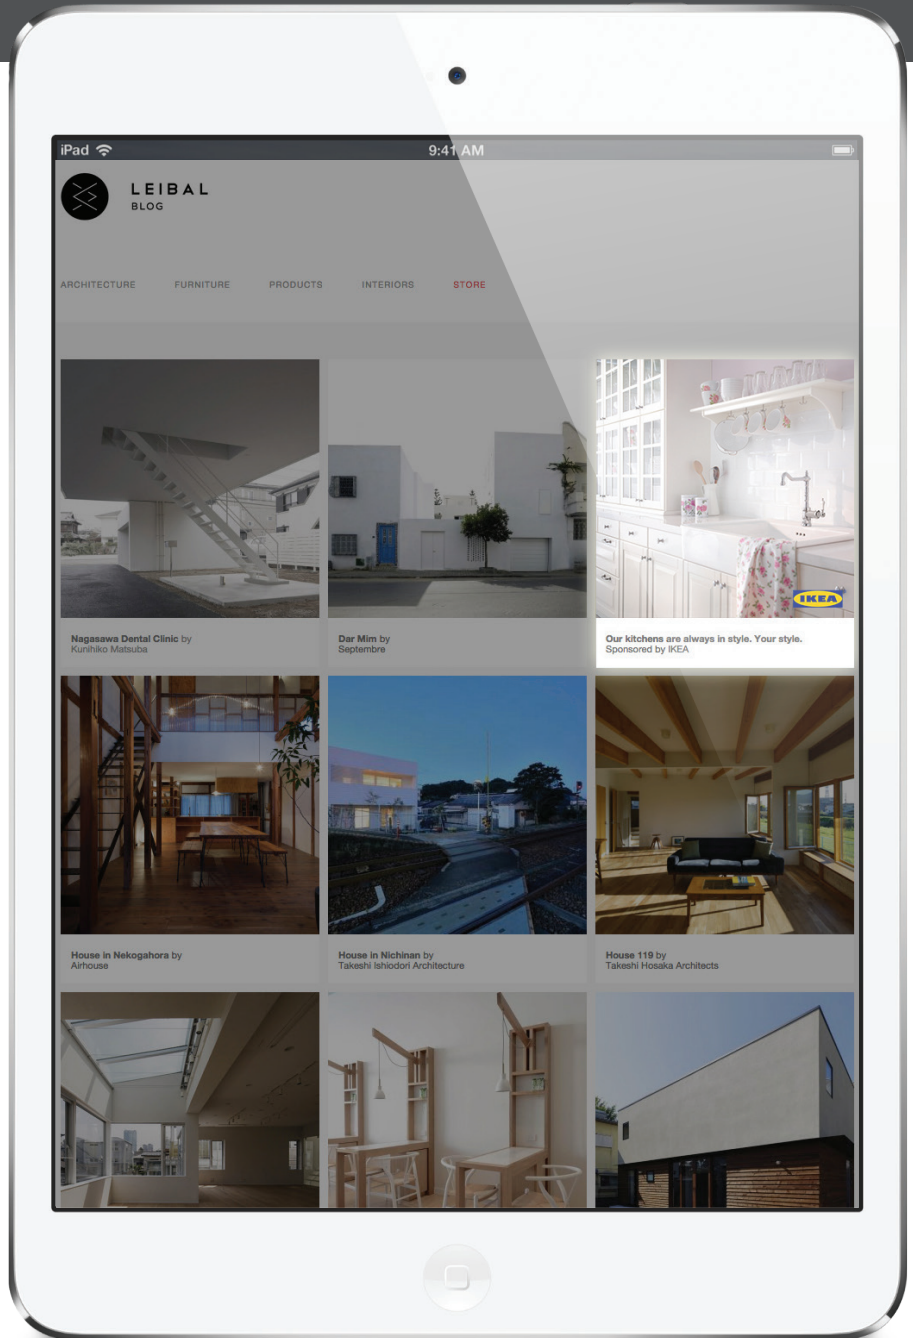 iPad 9:41 AM
LEIBAL
BLOG
ARCHITECTURE FURNITURE PRODUCTS INTERIORS STORE
IKEA
Nagasawa Dental Clinic by
Kunihiko Matsuba
Dar Mim by
Septembre
Our kitchens are always in style. Your style.
Sponsored by IKEA
House in Nekogahora by
Airhouse
House in Nichinan by
Takeshi Ishiodori Architecture
House 119 by
Takeshi Hosaka Architects